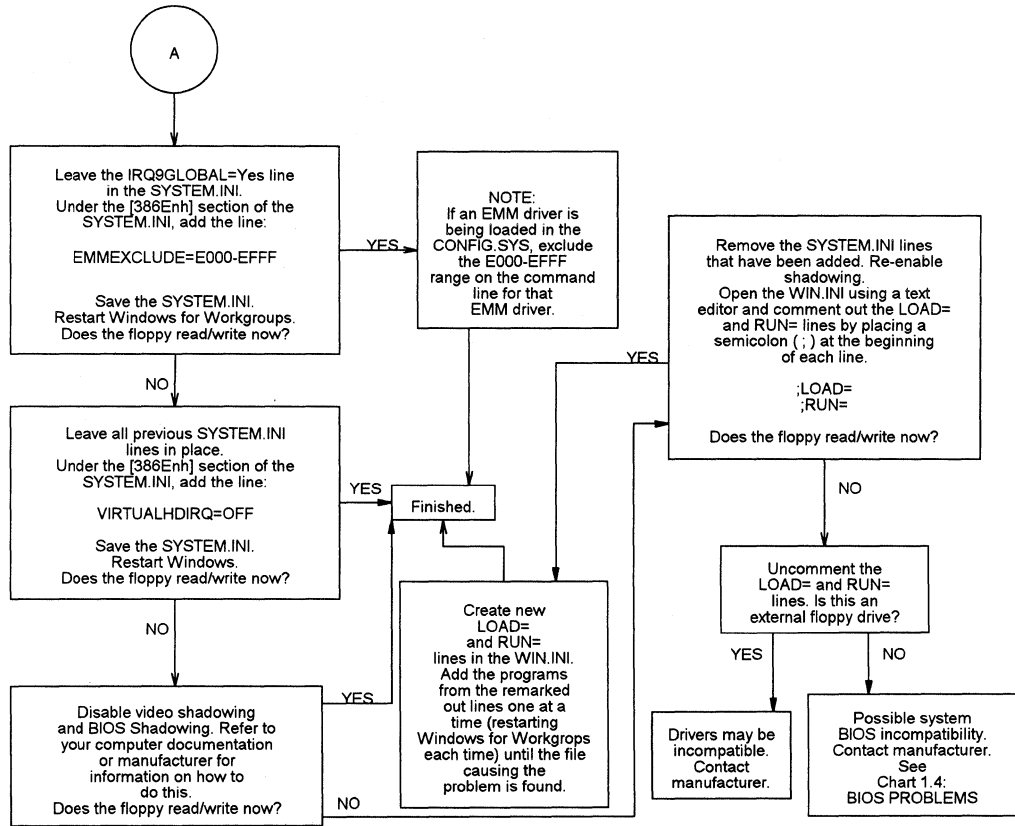 A
Leave the IRQ9GLOBAL=Yes line
in the SYSTEM.INI.
Under the [386Enh] section of the
SYSTEM.INI, add the line:
EMMEXCLUDE=E000-EFFF
Save the SYSTEM.INI.
Restart Windows for Workgroups.
Does the floppy read/write now?
YES
NOTE:
If an EMM driver is
being loaded in the
CONFIG.SYS, exclude
the E000-EFFF
range on the command
line for that
EMM driver.
NO
Leave all previous SYSTEM.INI
lines in place.
Under the [386Enh] section of the
SYSTEM.INI, add the line:
VIRTUALHDIRQ=OFF
Save the SYSTEM.INI.
Restart Windows.
Does the floppy read/write now?
YES
Finished.
NO
Disable video shadowing
and BIOS Shadowing. Refer to
your computer documentation
or manufacturer for
information on how to
do this.
Does the floppy read/write now?
YES
NO
Remove the SYSTEM.INI lines
that have been added. Re-enable
shadowing.
Open the WIN.INI using a text
editor and comment out the LOAD=
and RUN= lines by placing a
semicolon ( ; ) at the beginning
of each line.
;LOAD=
;RUN=
Does the floppy read/write now?
YES
Create new
LOAD=
and RUN=
lines in the WIN.INI.
Add the programs
from the remarked
out lines one at a
time (restarting
Windows for Workgrops
each time) until the file
causing the
problem is found.
NO
Uncomment the
LOAD= and RUN=
lines. Is this an
external floppy drive?
YES
NO
Drivers may be
incompatible.
Contact
manufacturer.
Possible system
BIOS incompatibility.
Contact manufacturer.
See
Chart 1.4:
BIOS PROBLEMS